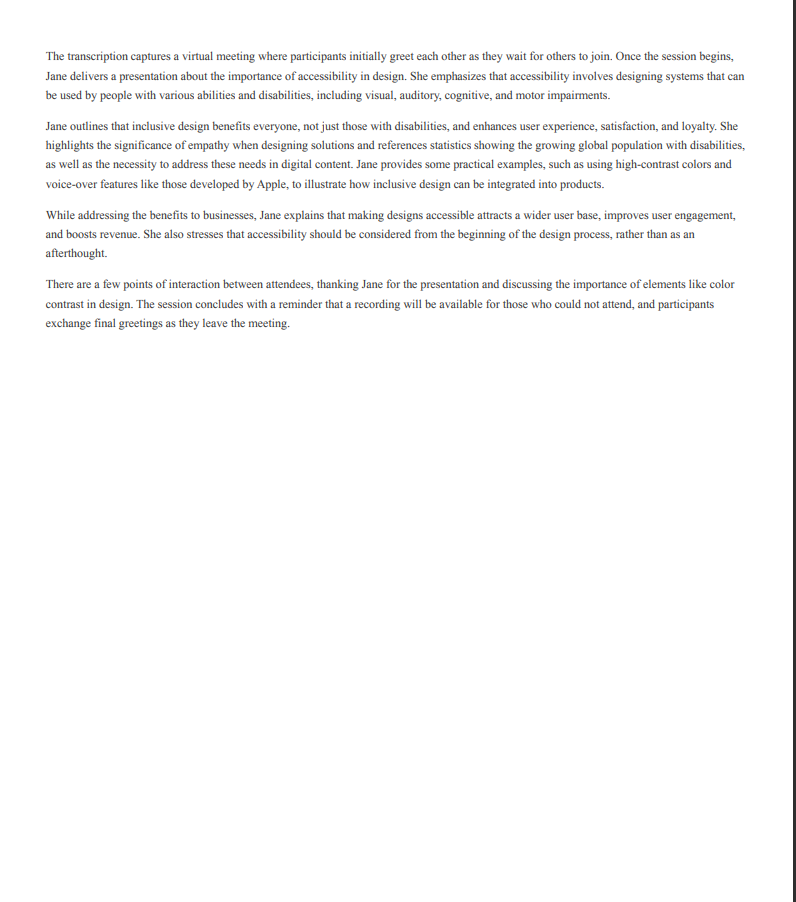 The transcription captures a virtual meeting where participants initially greet each other as they wait for others to join. Once the session begins,
Jane delivers a presentation about the importance of accessibility in design. She emphasizes that accessibility involves designing systems that can
be used by people with various abilities and disabilities, including visual, auditory, cognitive, and motor impairments.
Jane outlines that inclusive design benefits everyone, not just those with disabilities, and enhances user experience, satisfaction, and loyalty. She
highlights the significance of empathy when designing solutions and references statistics showing the growing global population with disabilities,
as well as the necessity to address these needs in digital content. Jane provides some practical examples, such as using high-contrast colors and
voice-over features like those developed by Apple, to illustrate how inclusive design can be integrated into products.
While addressing the benefits to businesses, Jane explains that making designs accessible attracts a wider user base, improves user engagement,
and boosts revenue. She also stresses that accessibility should be considered from the beginning of the design process, rather than as an
afterthought.
There are a few points of interaction between attendees, thanking Jane for the presentation and discussing the importance of elements like color
contrast in design. The session concludes with a reminder that a recording will be available for those who could not attend, and participants
exchange final greetings as they leave the meeting.